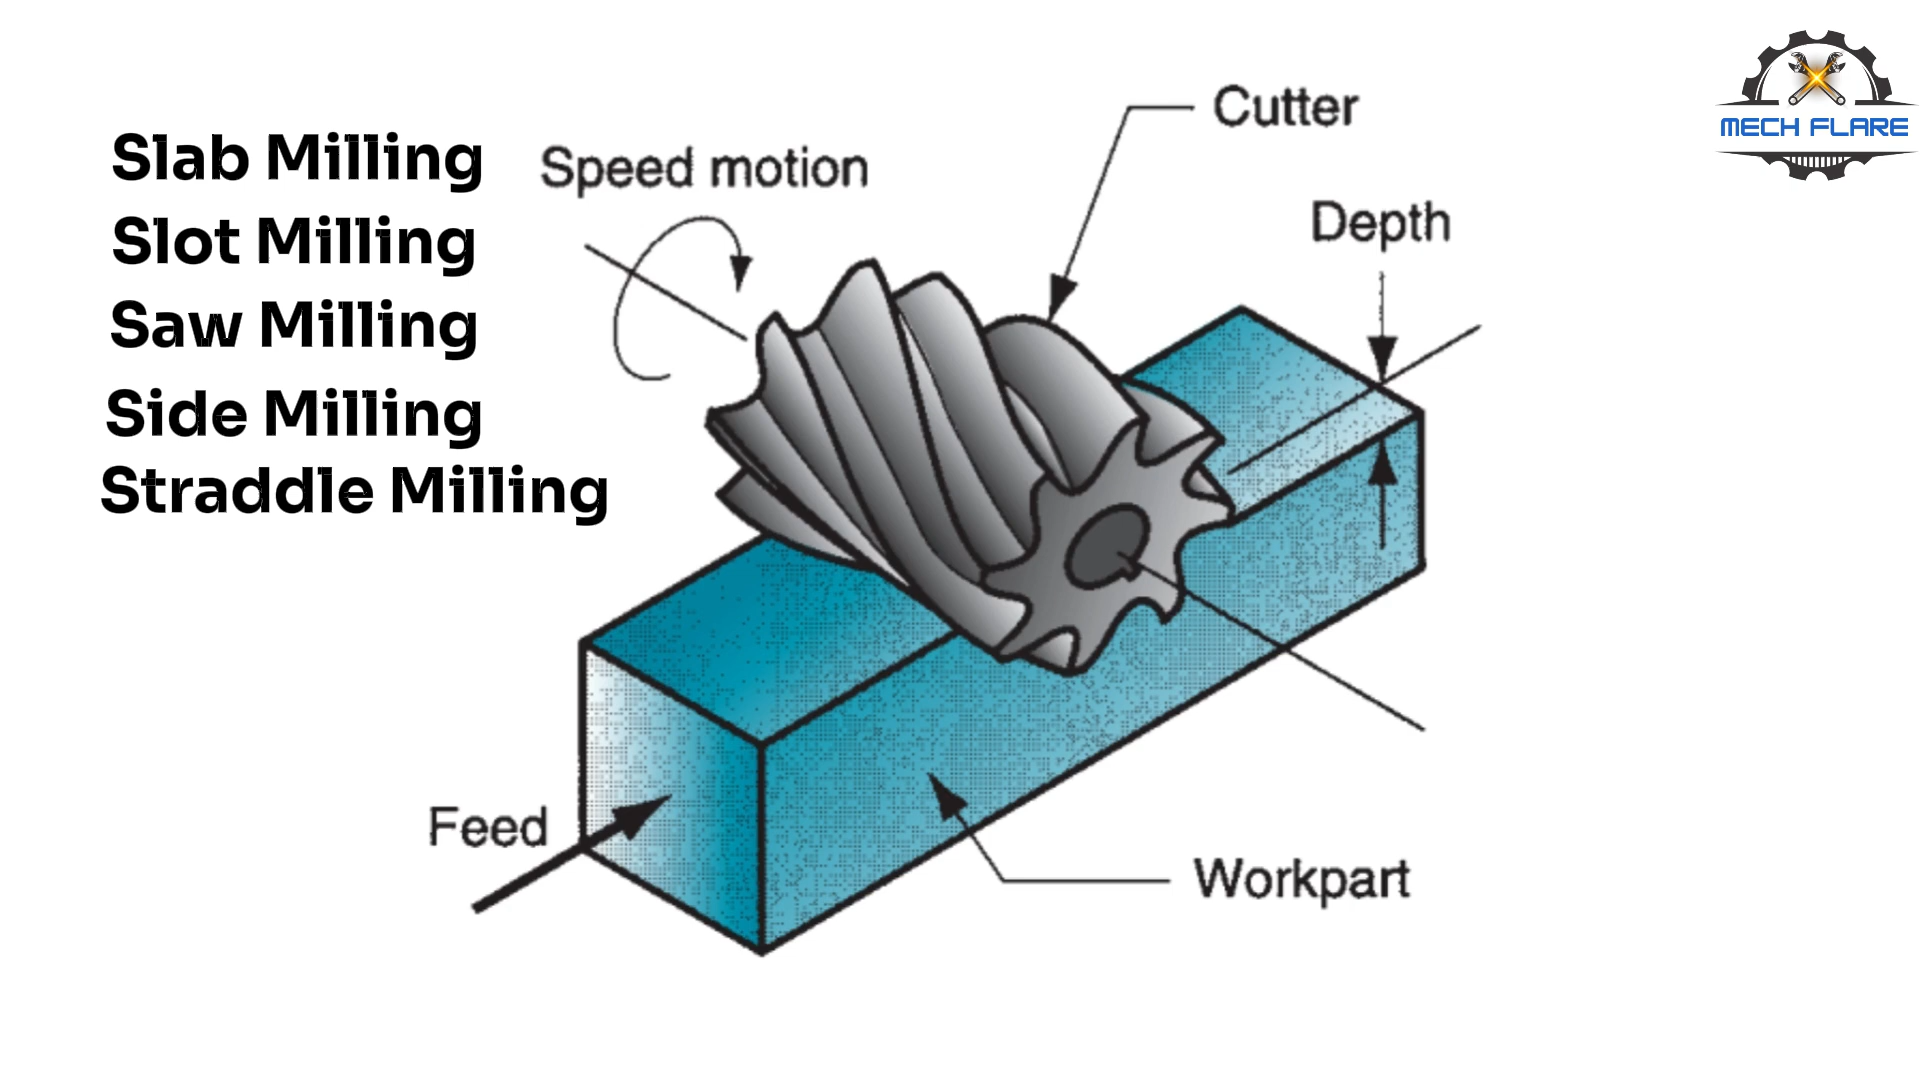 Slab Milling
Slot Milling
Saw Milling
Side Milling
Straddle Milling
Speed motion
Cutter
Depth
Feed
Workpart
MECH FLARE